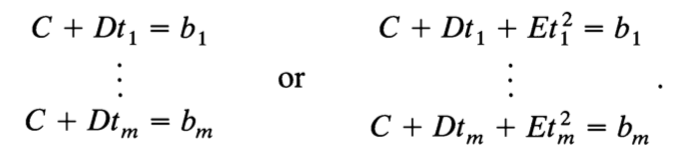 C + Dt₁ = b₁ C + Dt₁ + Et₁² = b₁
⋮ or ⋮ .
C + Dtₘ = bₘ C + Dtₘ + Etₘ² = bₘ